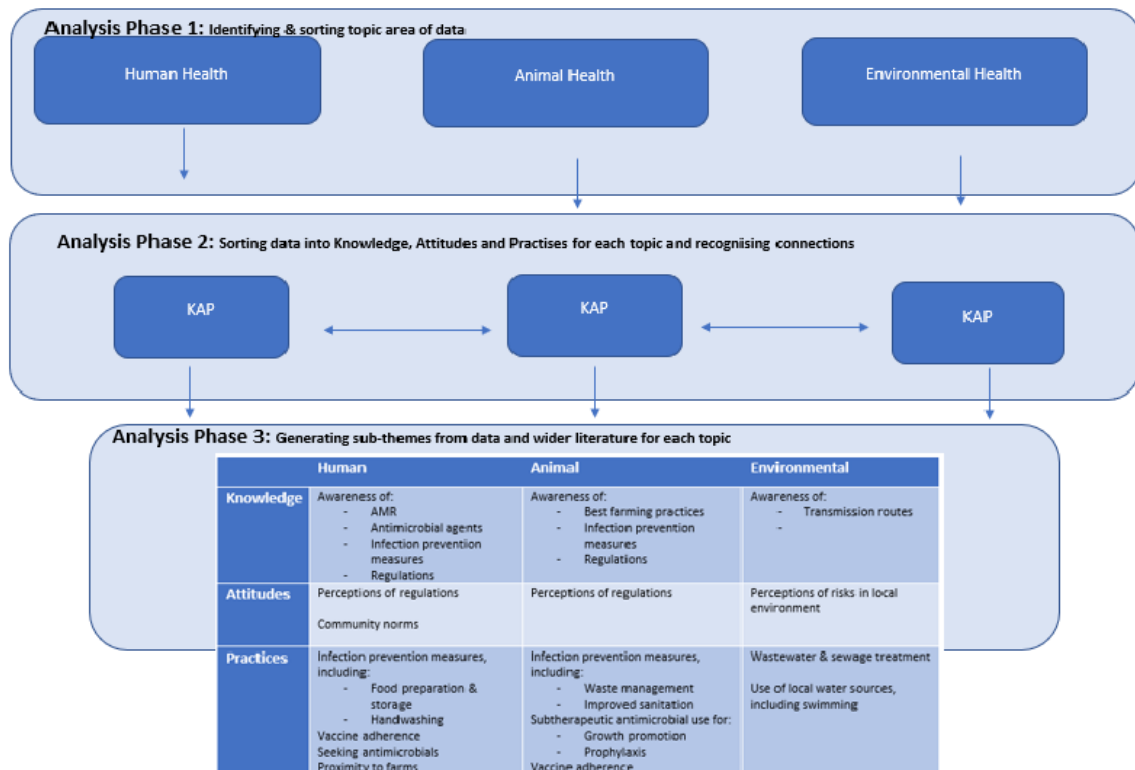 Analysis Phase 1: Identifying & sorting topic area of data
Human Health
Animal Health
Environmental Health
Analysis Phase 2: Sorting data into Knowledge, Attitudes and Practises for each topic and recognising connections
KAP
KAP
KAP
Analysis Phase 3: Generating sub-themes from data and wider literature for each topic
Human
Animal
Environmental
Knowledge
Awareness of:
- AMR
- Antimicrobial agents
- Infection prevention
measures
- Regulations
Awareness of:
- Best farming practices
- Infection prevention
measures
- Regulations
Awareness of:
- Transmission routes
-
Attitudes
Perceptions of regulations
Community norms
Perceptions of regulations
Perceptions of risks in local
environment
Practices
Infection prevention measures,
including:
- Food preparation &
storage
- Handwashing
Vaccine adherence
Seeking antimicrobials
Proximity to farms
Infection prevention measures,
including:
- Waste management
- Improved sanitation
Subtherapeutic antimicrobial use for:
- Growth promotion
- Prophylaxis
Vaccine adherence
Wastewater & sewage treatment
Use of local water sources,
including swimming